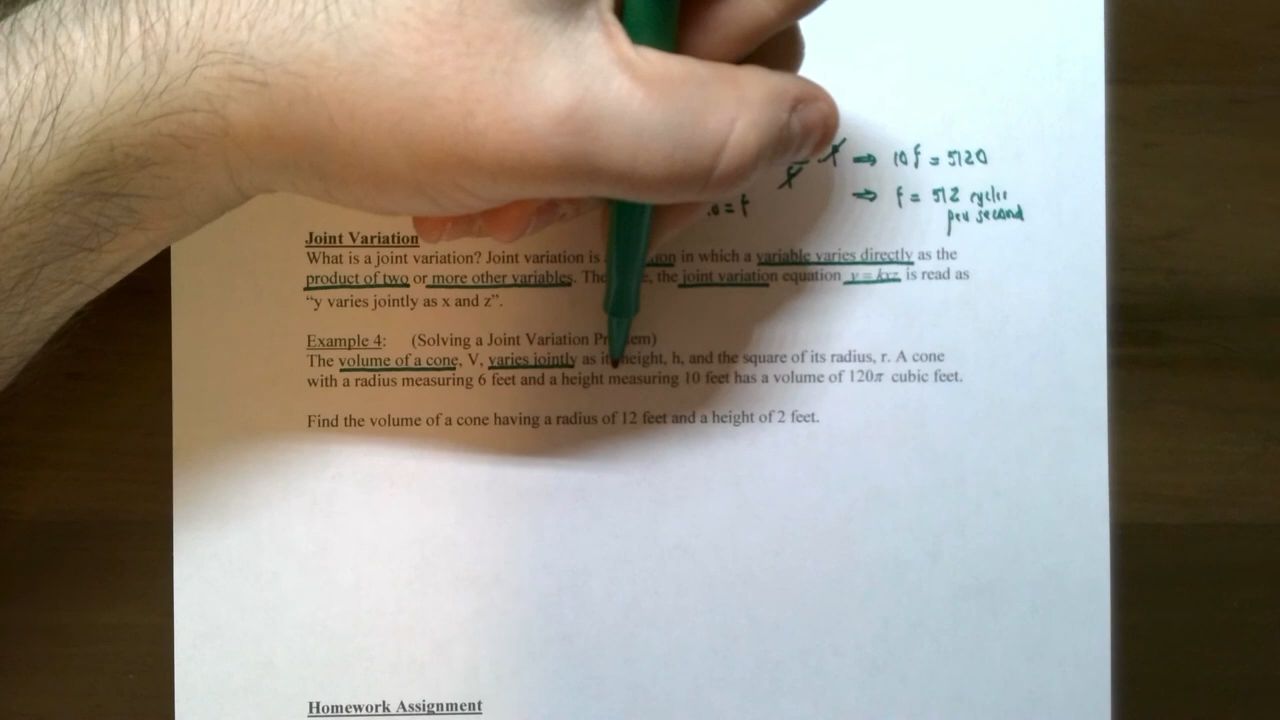 ⇒ 10f = 5120
= f ⇒ f = 512 cycles
per second
Joint Variation
What is a joint variation? Joint variation is in which a variable varies directly as the
product of two or more other variables. the joint variation equation y = kxz is read as
“y varies jointly as x and z”.
Example 4: (Solving a Joint Variation
The volume of a cone, V, varies jointly as height, h, and the square of its radius, r. A cone
with a radius measuring 6 feet and a height measuring 10 feet has a volume of 120π cubic feet.
Find the volume of a cone having a radius of 12 feet and a height of 2 feet.
Homework Assignment